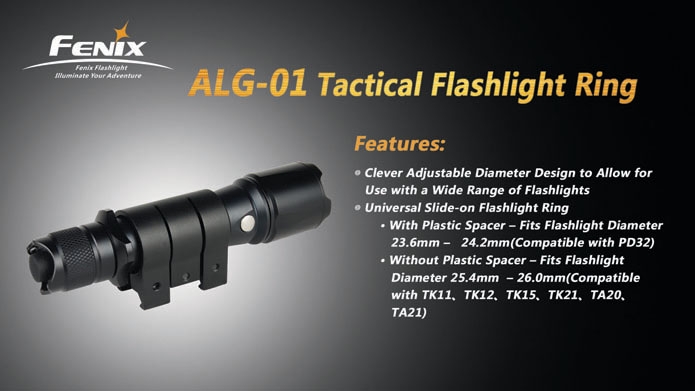 FENIX
Fenix Flashlight
Illuminate Your Adventure
ALG-01 Tactical Flashlight Ring
Features:
Clever Adjustable Diameter Design to Allow for
Use with a Wide Range of Flashlights
Universal Slide-on Flashlight Ring
• With Plastic Spacer – Fits Flashlight Diameter
23.6mm – 24.2mm(Compatible with PD32)
• Without Plastic Spacer – Fits Flashlight
Diameter 25.4mm – 26.0mm(Compatible
with TK11、TK12、TK15、TK21、TA20、
TA21)